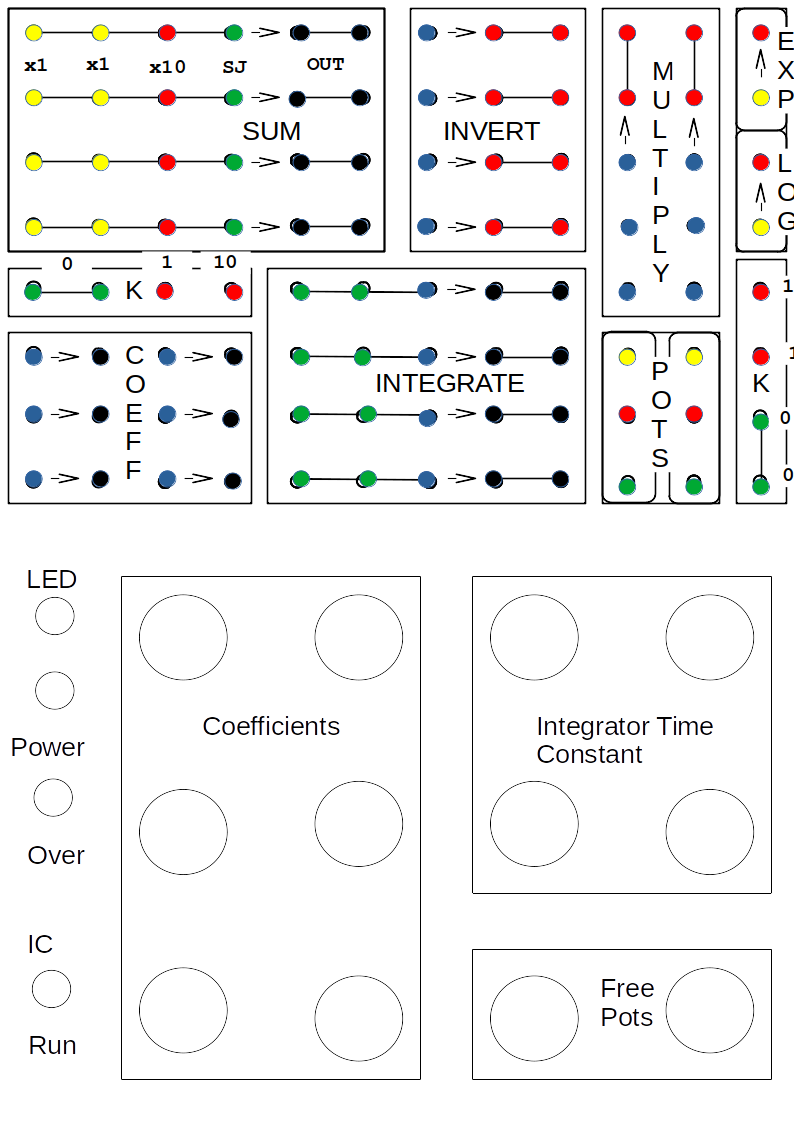 x1 x1 x10 SJ OUT
SUM
INVERT
MULTIPLY
EXP
LOG
0 1 10
K
COEFF
INTEGRATE
POTS
K
1
1
0
0
LED
Power
Over
IC
Run
Coefficients
Integrator Time
Constant
Free
Pots